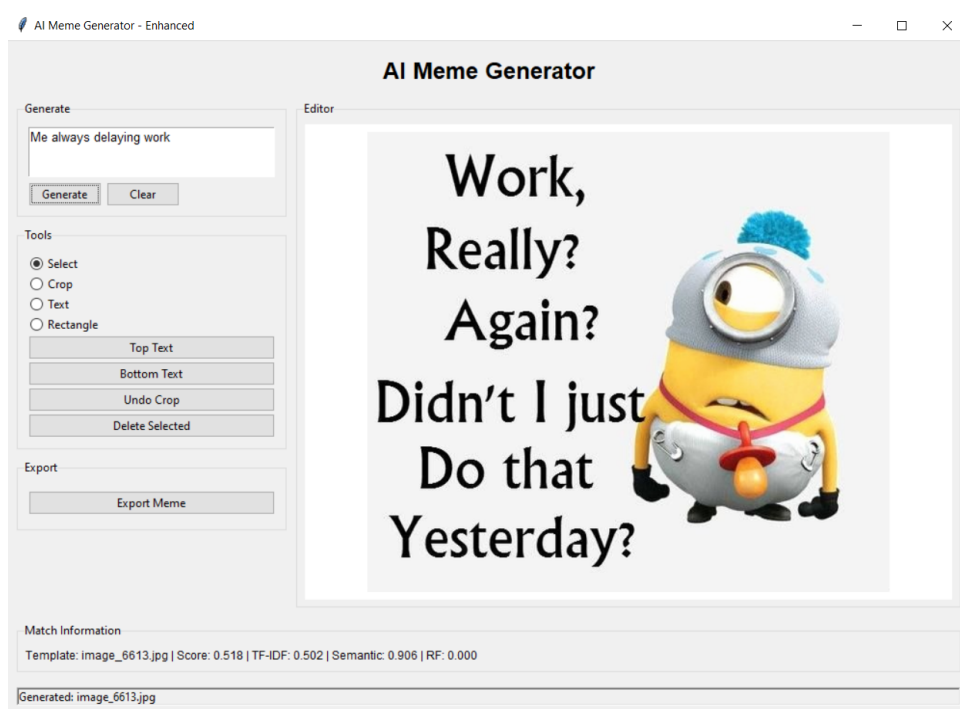 AI Meme Generator - Enhanced
AI Meme Generator
Generate
Me always delaying work
Generate
Clear
Tools
Select
Crop
Text
Rectangle
Top Text
Bottom Text
Undo Crop
Delete Selected
Export
Export Meme
Editor
Work,
Really?
Again?
Didn't I just
Do that
Yesterday?
Match Information
Template: image_6613.jpg | Score: 0.518 | TF-IDF: 0.502 | Semantic: 0.906 | RF: 0.000
Generated: image_6613.jpg